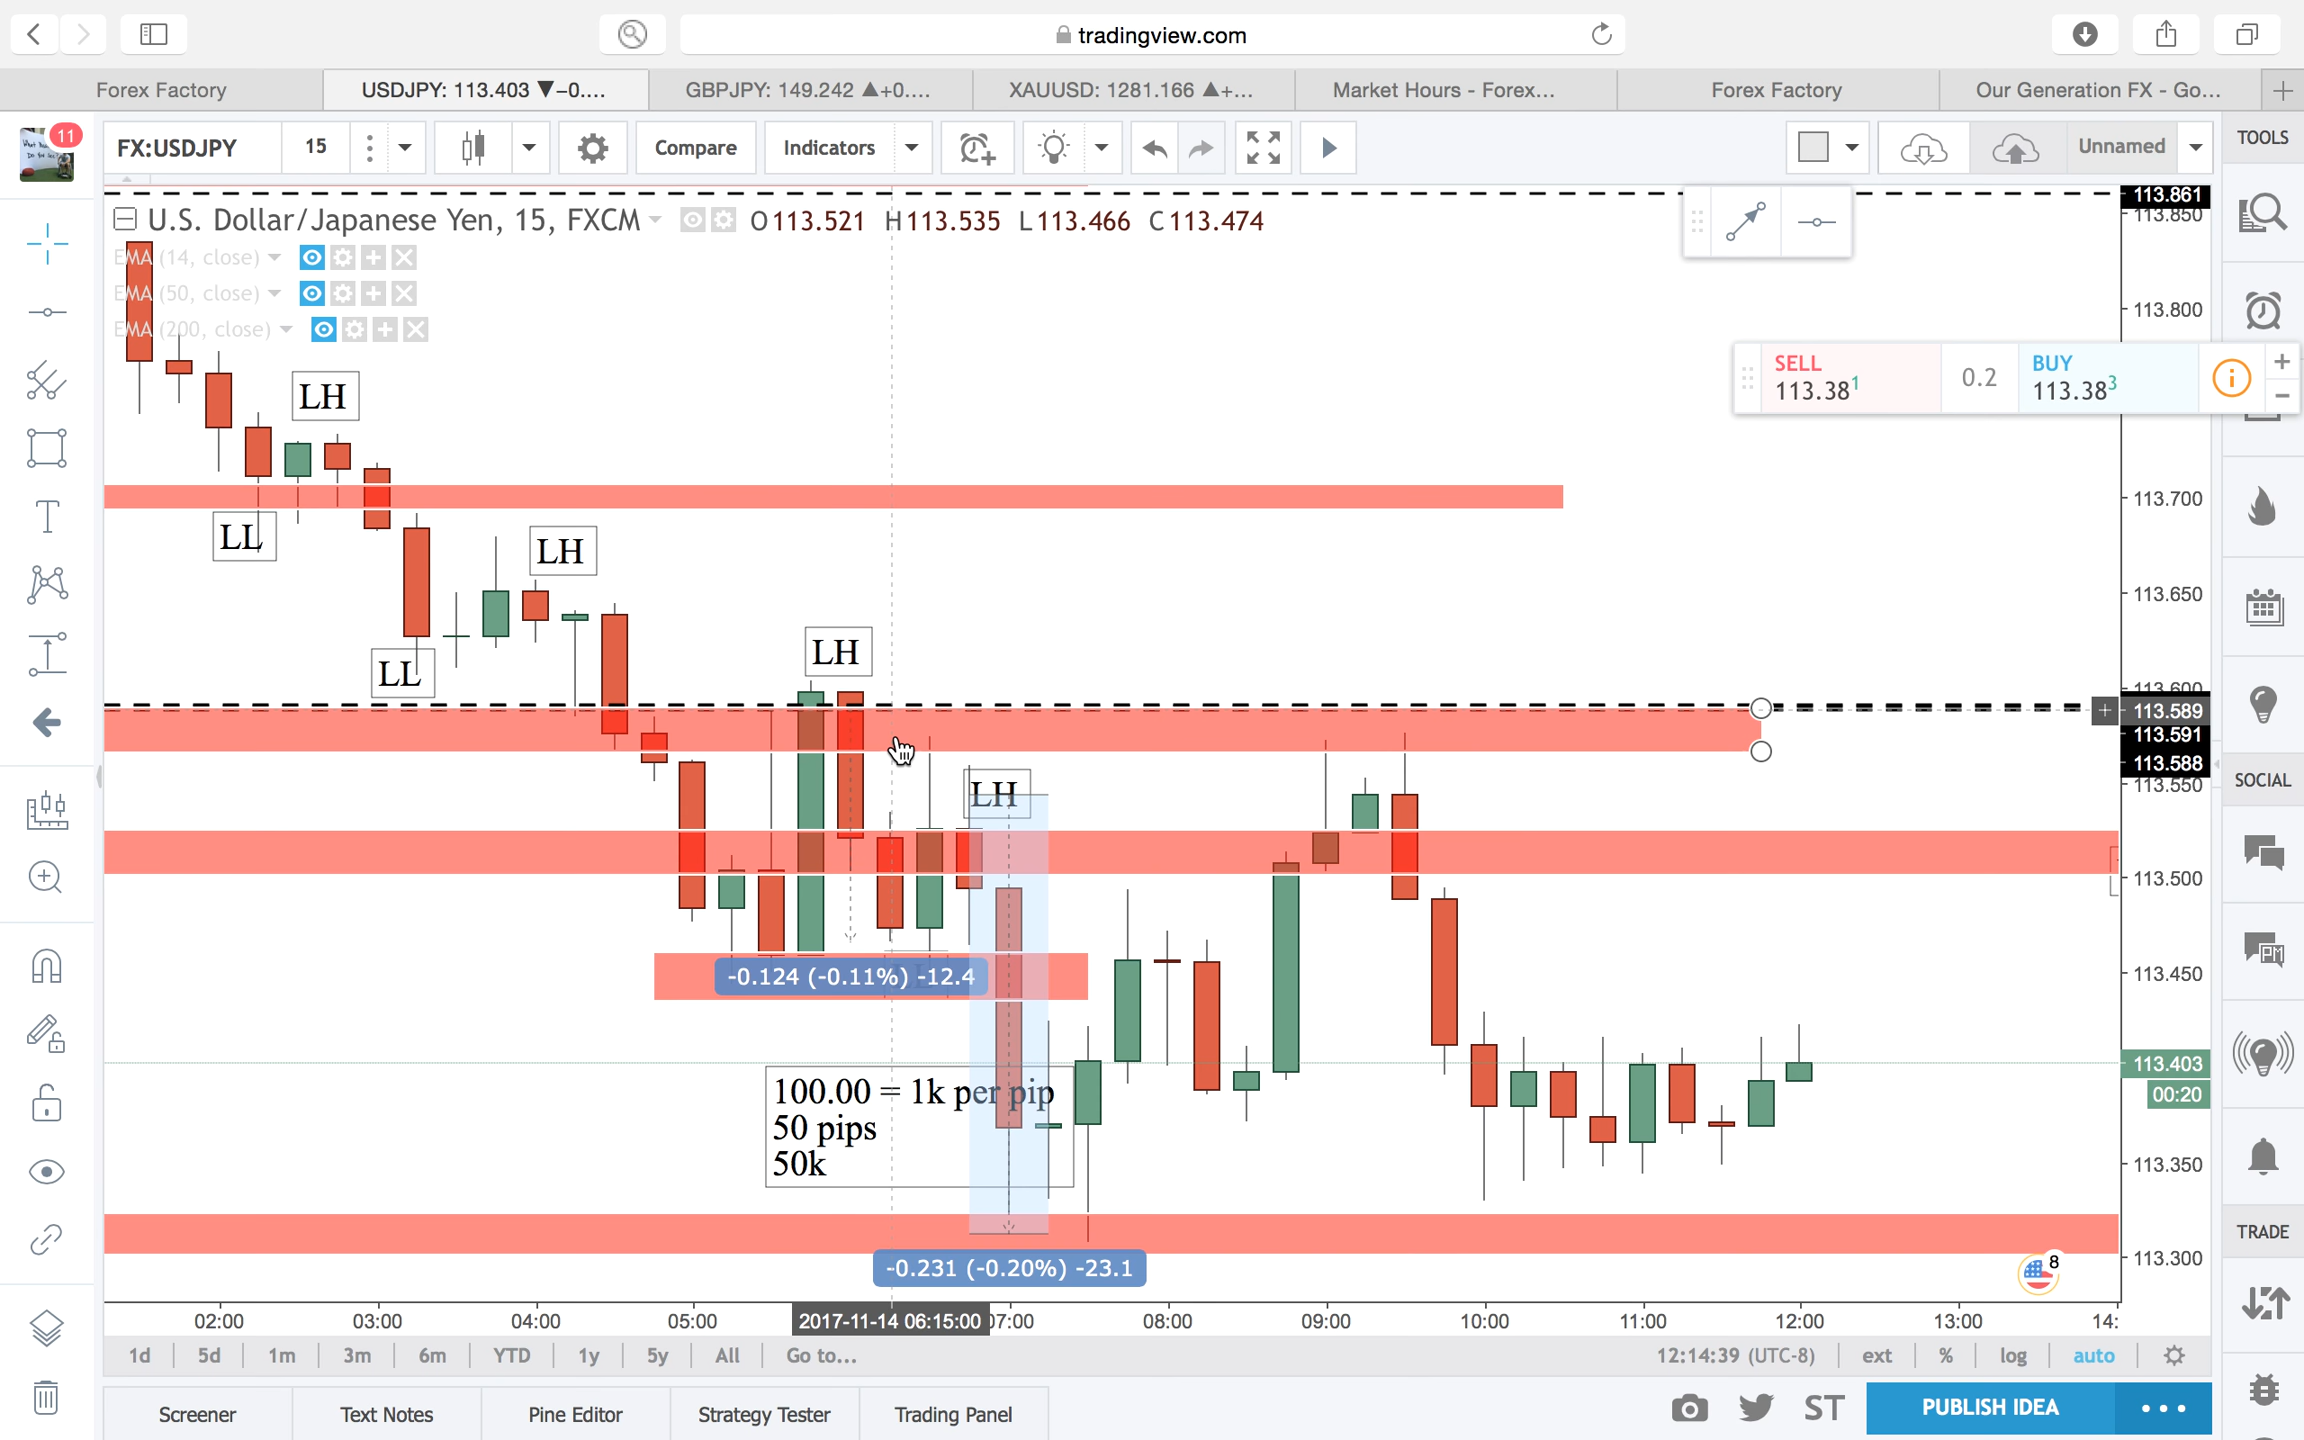 tradingview.com
Forex Factory
USDJPY: 113.403 ▼−0....
GBPJPY: 149.242 ▲+0....
XAUUSD: 1281.166 ▲+...
Market Hours - Forex...
Forex Factory
Our Generation FX - Go...
11
FX:USDJPY
15
Compare
Indicators
Unnamed
TOOLS
U.S. Dollar/Japanese Yen, 15, FXCM
O113.521 H113.535 L113.466 C113.474
EMA (14, close)
EMA (50, close)
EMA (200, close)
113.861
113.850
113.800
SELL
113.381
0.2
BUY
113.383
LH
LL
LH
LL
LH
LH
113.700
113.650
113.600
113.589
113.591
113.588
113.550
113.500
113.450
113.403
00:20
113.350
113.300
SOCIAL
PM
TRADE
-0.124 (-0.11%) -12.4
100.00 = 1k per pip
50 pips
50k
-0.231 (-0.20%) -23.1
8
02:00
03:00
04:00
05:00
2017-11-14 06:15:00
07:00
08:00
09:00
10:00
11:00
12:00
13:00
14:
1d
5d
1m
3m
6m
YTD
1y
5y
All
Go to...
12:14:39 (UTC-8)
ext
%
log
auto
Screener
Text Notes
Pine Editor
Strategy Tester
Trading Panel
ST
PUBLISH IDEA